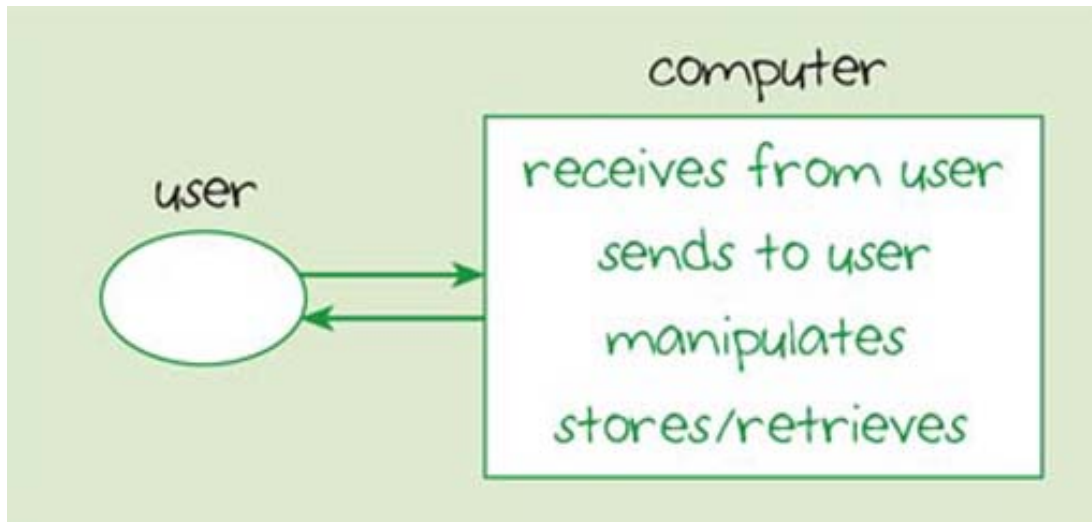 computer
user
receives from user
sends to user
manipulates
stores/retrieves